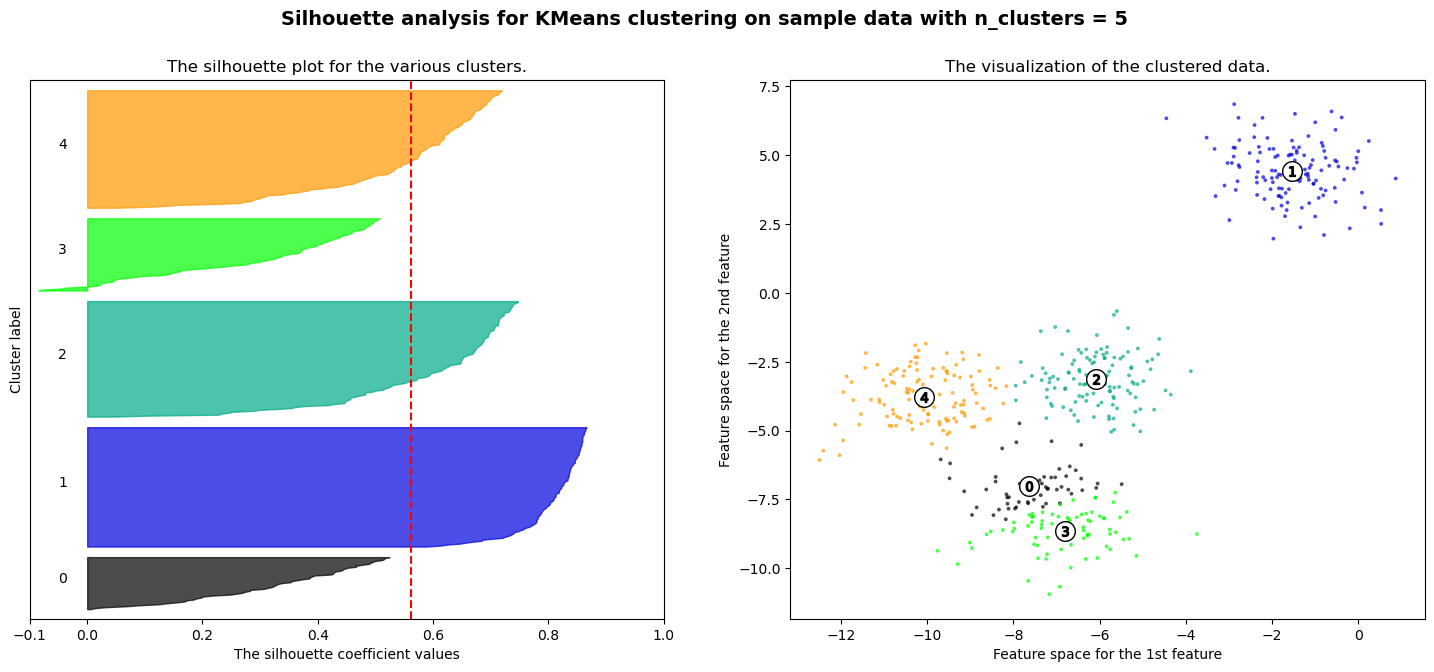 Silhouette analysis for KMeans clustering on sample data with n_clusters = 5
The silhouette plot for the various clusters.
4
3
2
1
0
Cluster label
−0.1 0.0 0.2 0.4 0.6 0.8 1.0
The silhouette coefficient values
The visualization of the clustered data.
7.5
5.0
2.5
0.0
−2.5
−5.0
−7.5
−10.0
Feature space for the 2nd feature
1
2
4
0
3
−12 −10 −8 −6 −4 −2 0
Feature space for the 1st feature